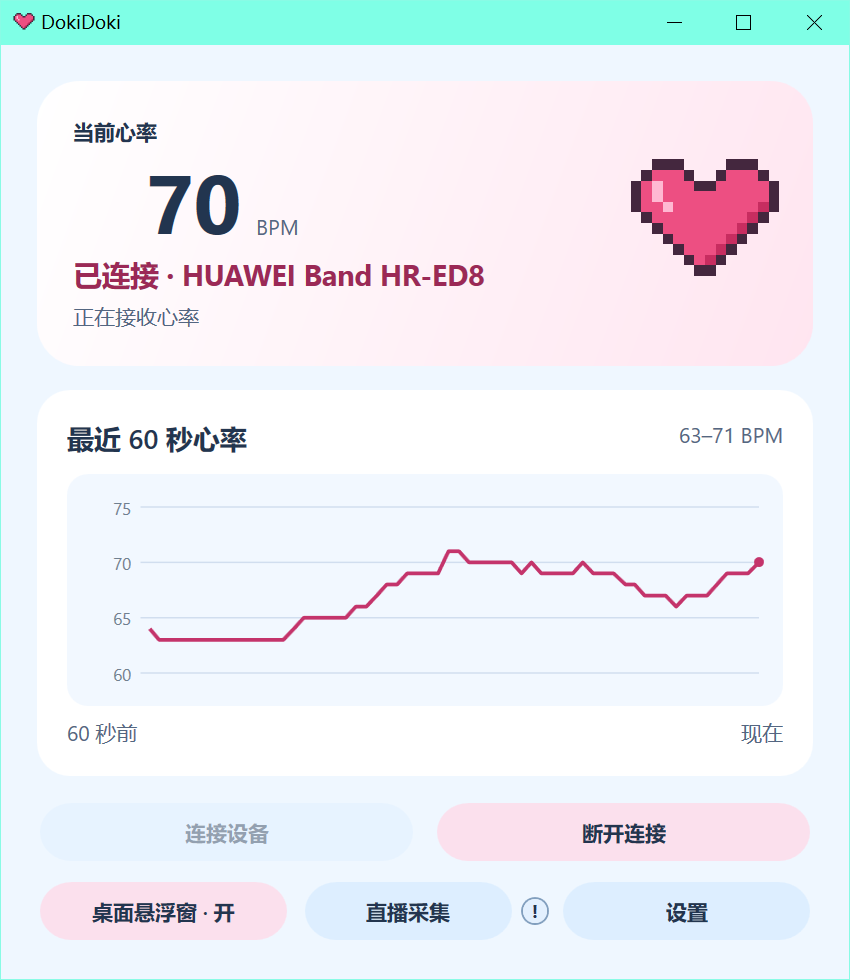 DokiDoki
当前心率
70 BPM
已连接 · HUAWEI Band HR-ED8
正在接收心率
最近 60 秒心率
63–71 BPM
75
70
65
60
60 秒前
现在
连接设备
断开连接
桌面悬浮窗 · 开
直播采集
!
设置